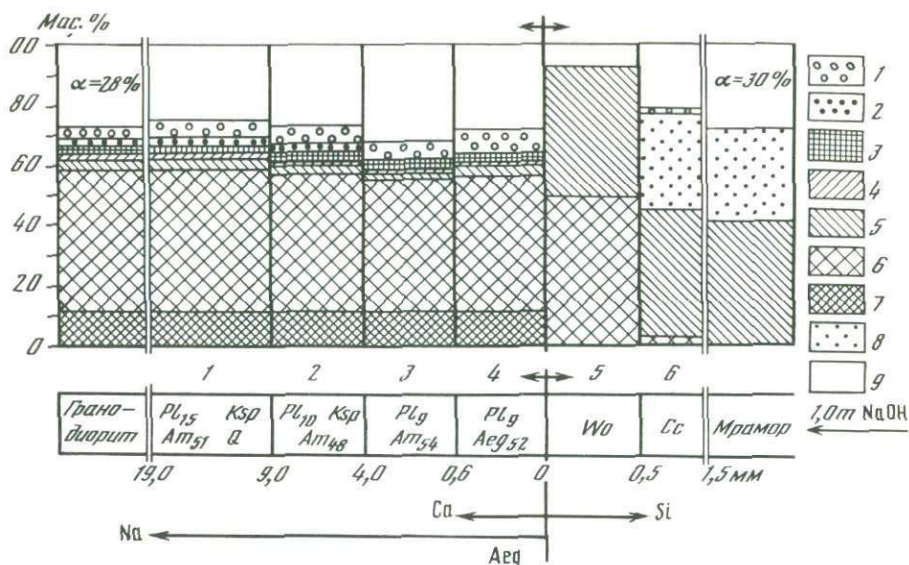 Мас. %
00
80
60
40
20
0
α=28%
α=30%
1
2
3
4
5
6
7
8
9
1 2 3 4 5 6
Грано-диорит
Pl₁₅ Ksp
Am₅₁ Q
Pl₁₀ Ksp
Am₄₈
Pl₉
Am₅₄
Pl₉
Aeg₅₂
Wo
Cc
Мрамор
1,0m NaOH
19,0 9,0 4,0 0,6 0 0,5 1,5 мм
Ca Si
Na
Aeg